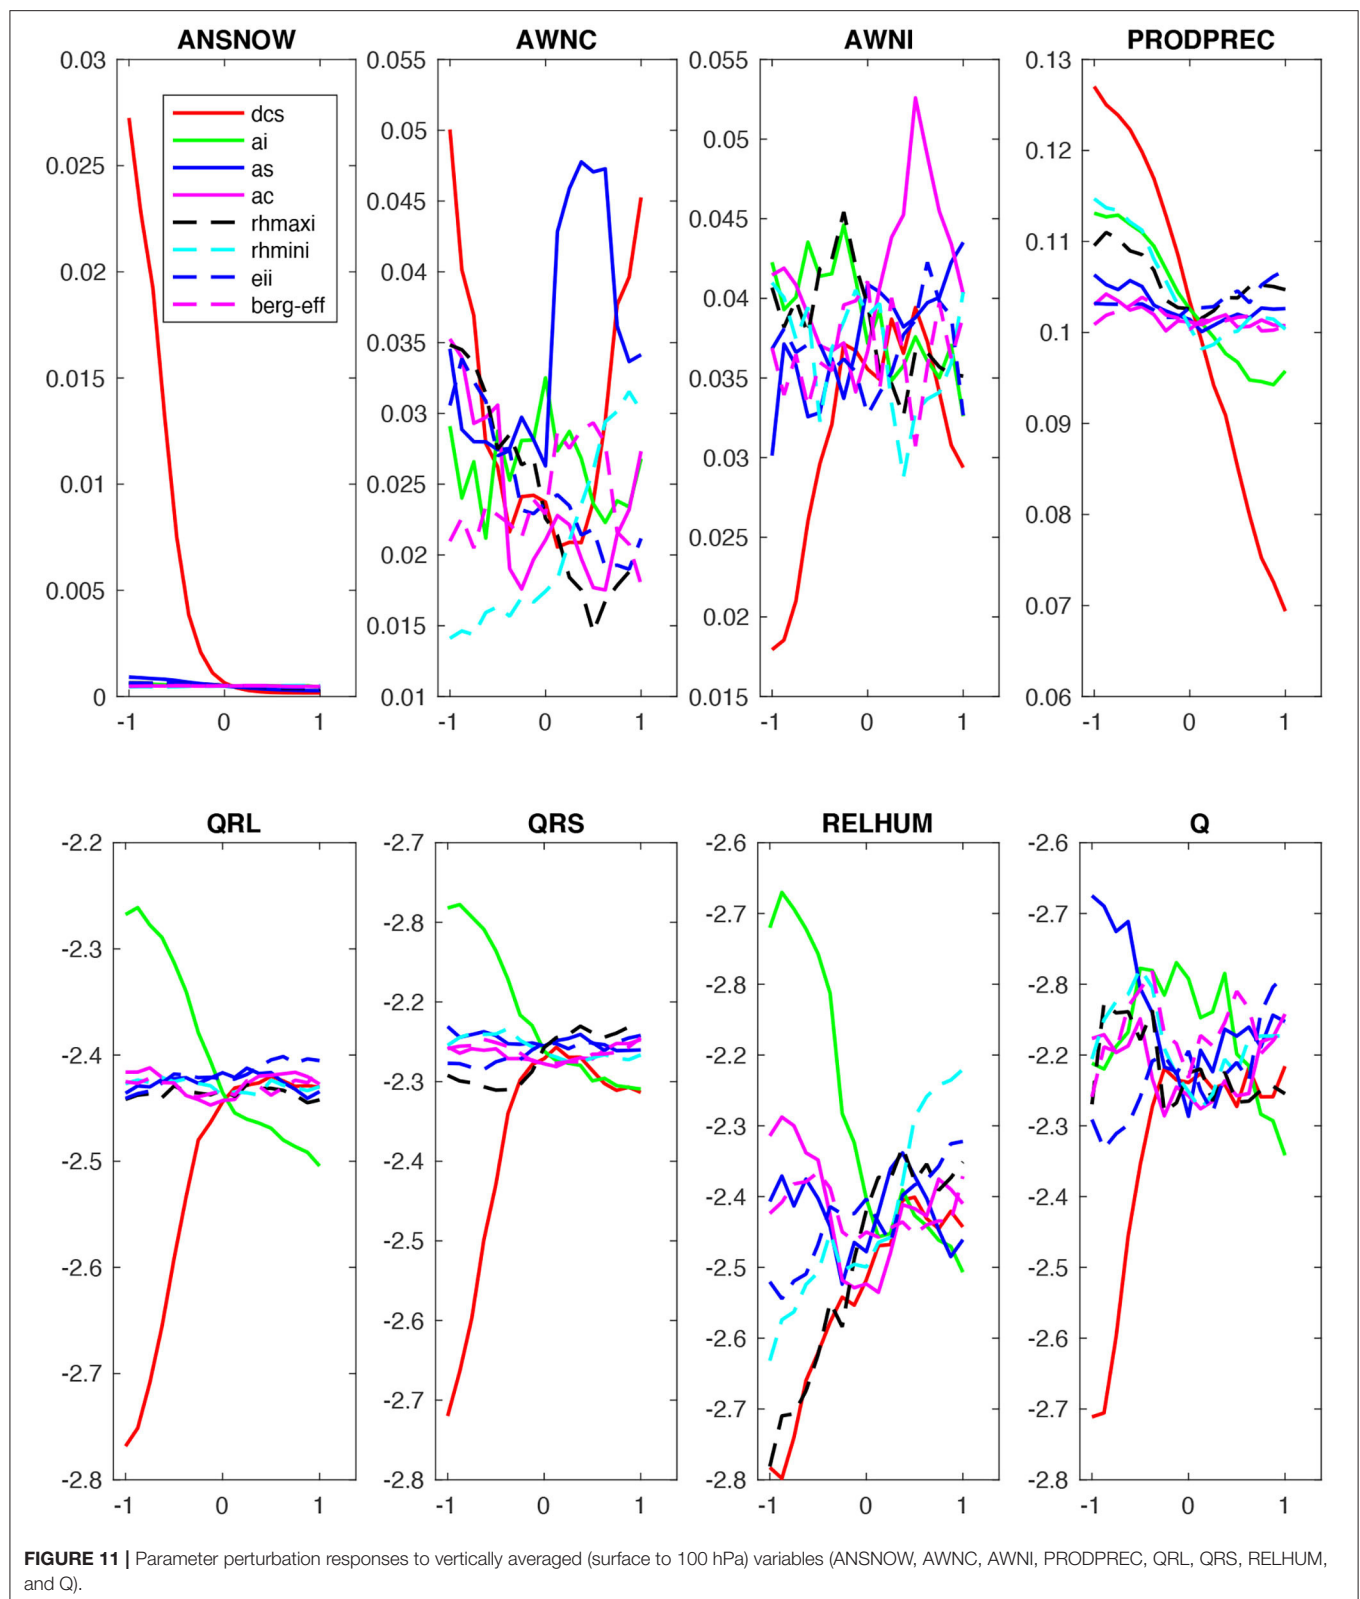 ANSNOW
0.03
0.025
0.02
0.015
0.01
0.005
0
-1 0 1
dcs
ai
as
ac
rhmaxi
rhmini
eii
berg-eff
AWNC
0.055
0.05
0.045
0.04
0.035
0.03
0.025
0.02
0.015
0.01
-1 0 1
AWNI
0.055
0.05
0.045
0.04
0.035
0.03
0.025
0.02
0.015
-1 0 1
PRODPREC
0.13
0.12
0.11
0.1
0.09
0.08
0.07
0.06
-1 0 1
QRL
-2.2
-2.3
-2.4
-2.5
-2.6
-2.7
-2.8
-1 0 1
QRS
-2.7
-2.8
-2.2
-2.3
-2.4
-2.5
-2.6
-2.7
-2.8
-1 0 1
RELHUM
-2.6
-2.7
-2.8
-2.2
-2.3
-2.4
-2.5
-2.6
-2.7
-2.8
-1 0 1
Q
-2.6
-2.7
-2.8
-2.2
-2.3
-2.4
-2.6
-2.6
-2.7
-2.8
-1 0 1
FIGURE 11 | Parameter perturbation responses to vertically averaged (surface to 100 hPa) variables (ANSNOW, AWNC, AWNI, PRODPREC, QRL, QRS, RELHUM,
and Q).